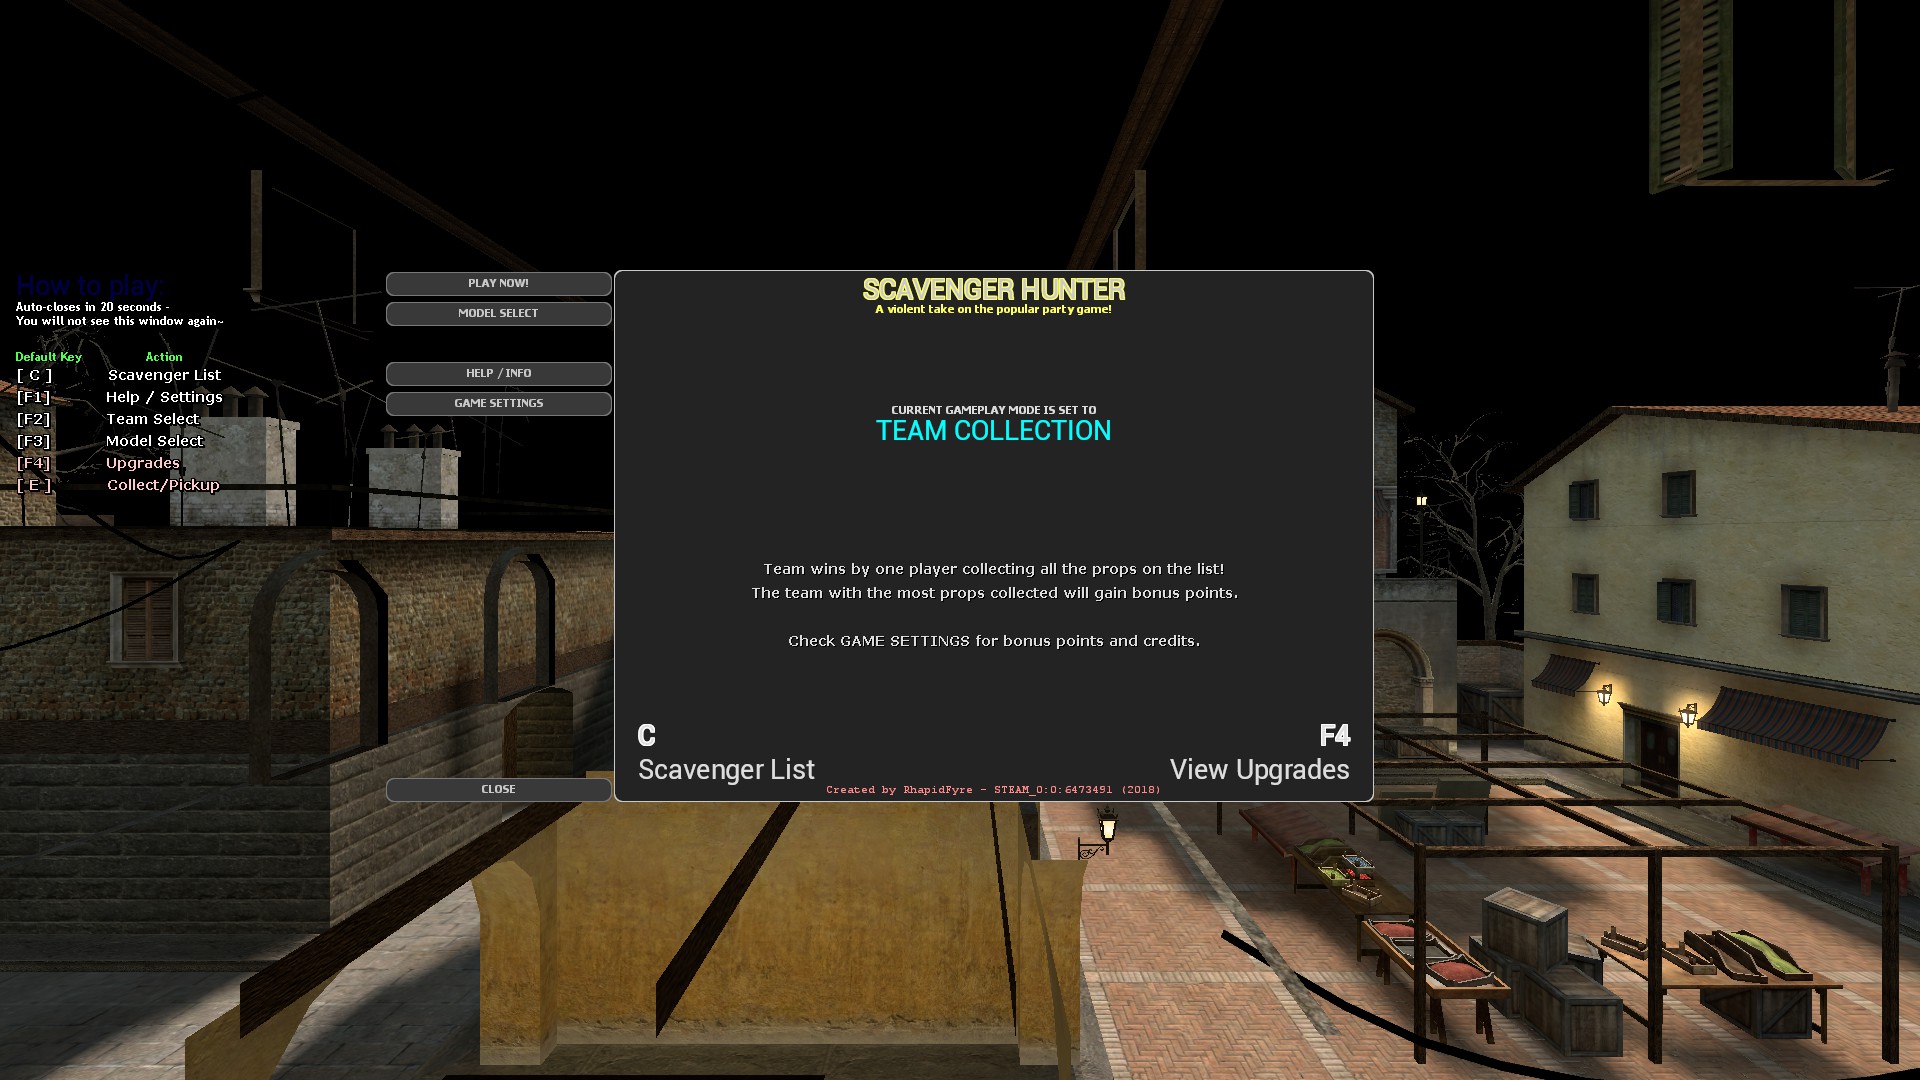 How to play:
Auto-closes in 20 seconds -
You will not see this window again~
Default Key Action
[ C ] Scavenger List
[F1] Help / Settings
[F2] Team Select
[F3] Model Select
[F4] Upgrades
[ E ] Collect/Pickup
PLAY NOW!
MODEL SELECT
HELP / INFO
GAME SETTINGS
CLOSE
SCAVENGER HUNTER
A violent take on the popular party game!
CURRENT GAMEPLAY MODE IS SET TO
TEAM COLLECTION
Team wins by one player collecting all the props on the list!
The team with the most props collected will gain bonus points.
Check GAME SETTINGS for bonus points and credits.
C
Scavenger List
F4
View Upgrades
Created by RhapidFyre - STEAM_0:0:6473491 (2018)